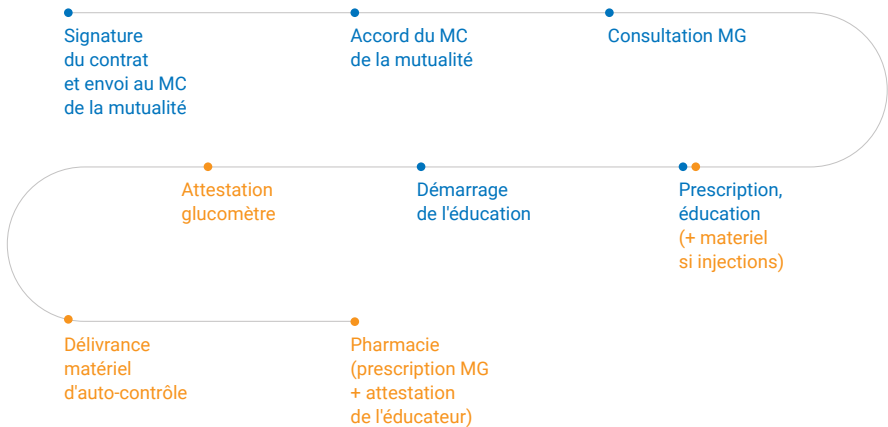 Signature
du contrat
et envoi au MC
de la mutualité
Accord du MC
de la mutualité
Consultation MG
Attestation
glucomètre
Démarrage
de l'éducation
Prescription,
éducation
(+ materiel
si injections)
Délivrance
matériel
d'auto-contrôle
Pharmacie
(prescription MG
+ attestation
de l'éducateur)